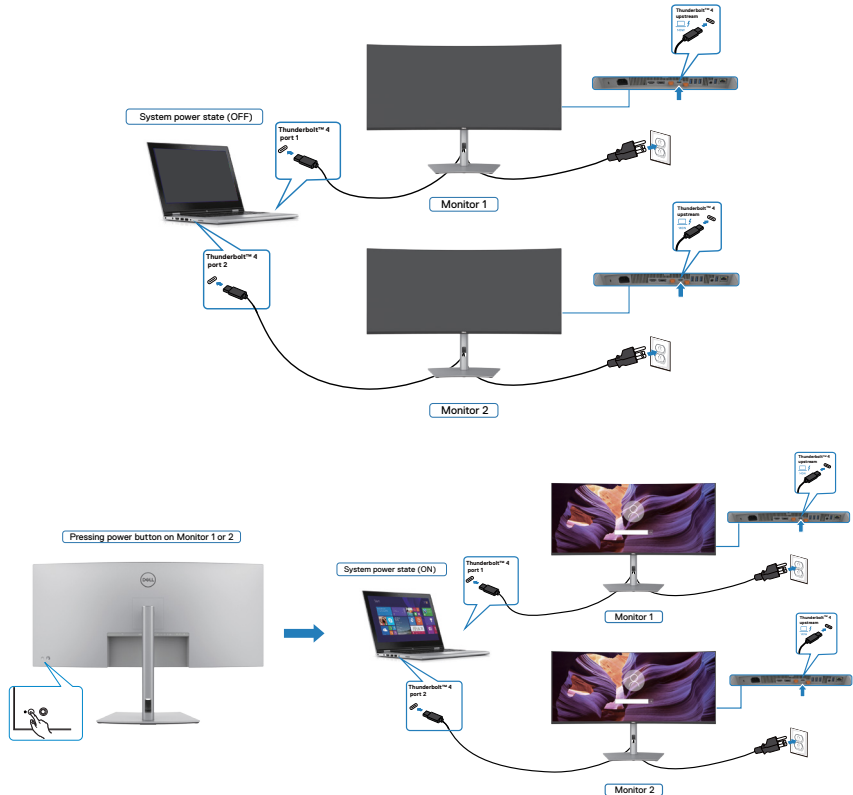 Thunderbolt™ 4
upstream
System power state (OFF)
Thunderbolt™ 4
port 1
Monitor 1
Thunderbolt™ 4
upstream
Thunderbolt™ 4
port 2
Monitor 2
Pressing power button on Monitor 1 or 2
DELL
System power state (ON)
Thunderbolt™ 4
port 1
Thunderbolt™ 4
upstream
Monitor 1
Thunderbolt™ 4
port 2
Thunderbolt™ 4
upstream
Monitor 2